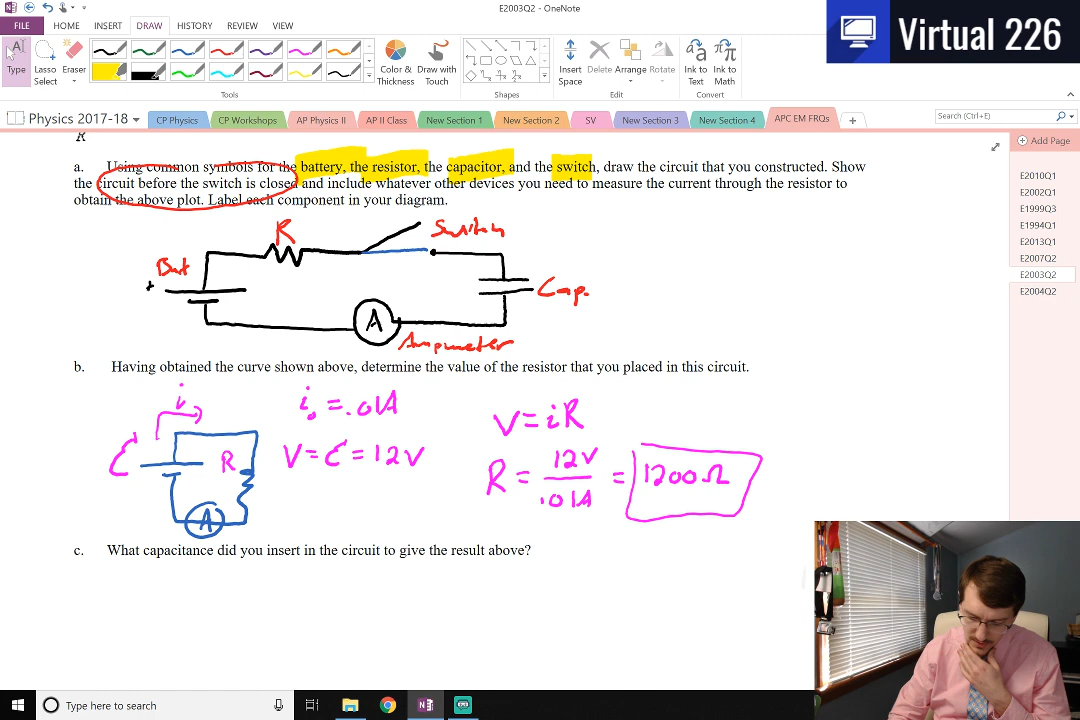 E2003Q2 - OneNote
Virtual 226
FILE HOME INSERT DRAW HISTORY REVIEW VIEW
Type
Lasso Select
Eraser
Color & Thickness
Draw with Touch
Insert Space
Delete
Arrange
Rotate
Ink to Text
Ink to Math
Tools
Shapes
Edit
Convert
Physics 2017-18
CP Physics
CP Workshops
AP Physics II
AP II Class
New Section 1
New Section 2
SV
New Section 3
New Section 4
APC EM FRQs
Search (Ctrl+E)
Add Page
E2010Q1
E2002Q1
E1999Q3
E1994Q1
E2013Q1
E2007Q2
E2003Q2
E2004Q2
R
a. Using common symbols for the battery, the resistor, the capacitor, and the switch, draw the circuit that you constructed. Show
the circuit before the switch is closed and include whatever other devices you need to measure the current through the resistor to
obtain the above plot. Label each component in your diagram.
R
Switch
Bat
+
Cap.
A
Ampmeter
b. Having obtained the curve shown above, determine the value of the resistor that you placed in this circuit.
i
ℰ
R
A
i₀ = .01A
V = ℰ = 12V
V = iR
R = 12V / .01A = 1200Ω
c. What capacitance did you insert in the circuit to give the result above?
Type here to search